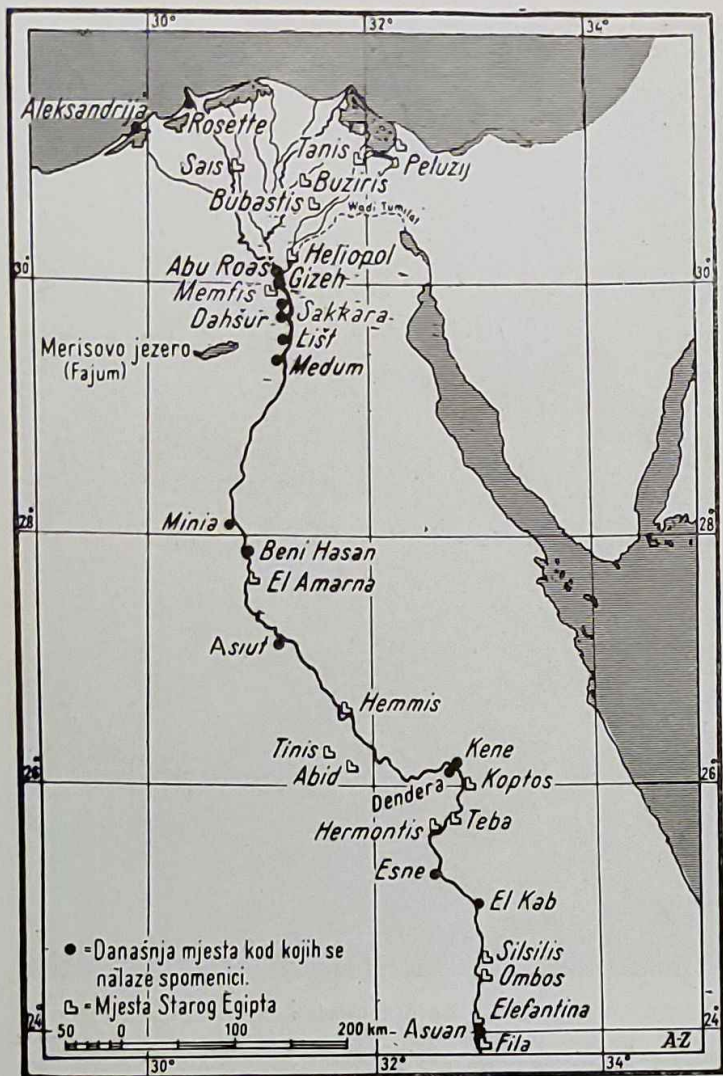 30°
32°
34°
Aleksandrija
Rosette
Sais
Tanis
Peluzij
Buziriš
Bubastis
Wadi Tumilat
Heliopol
30°
30°
Abu Roaš
Gizeh
Memfis
Sakkara
Dahšur
Lišt
Merisovo jezero
(Fajum)
Medum
28°
28°
Minia
Beni Hasan
El Amarna
Asiut
Hemmis
Tinis
Abid
Kene
26°
26°
Dendera
Koptos
Hermontis
Teba
Esne
El Kab
Silsilis
Ombos
Elefantina
Asuan
Fila
● = Današnja mjesta kod kojih se
nalaze spomenici.
= Mjesta Starog Egipta
24°
24°
50 0 100 200 km
A-Z
30°
32°
34°